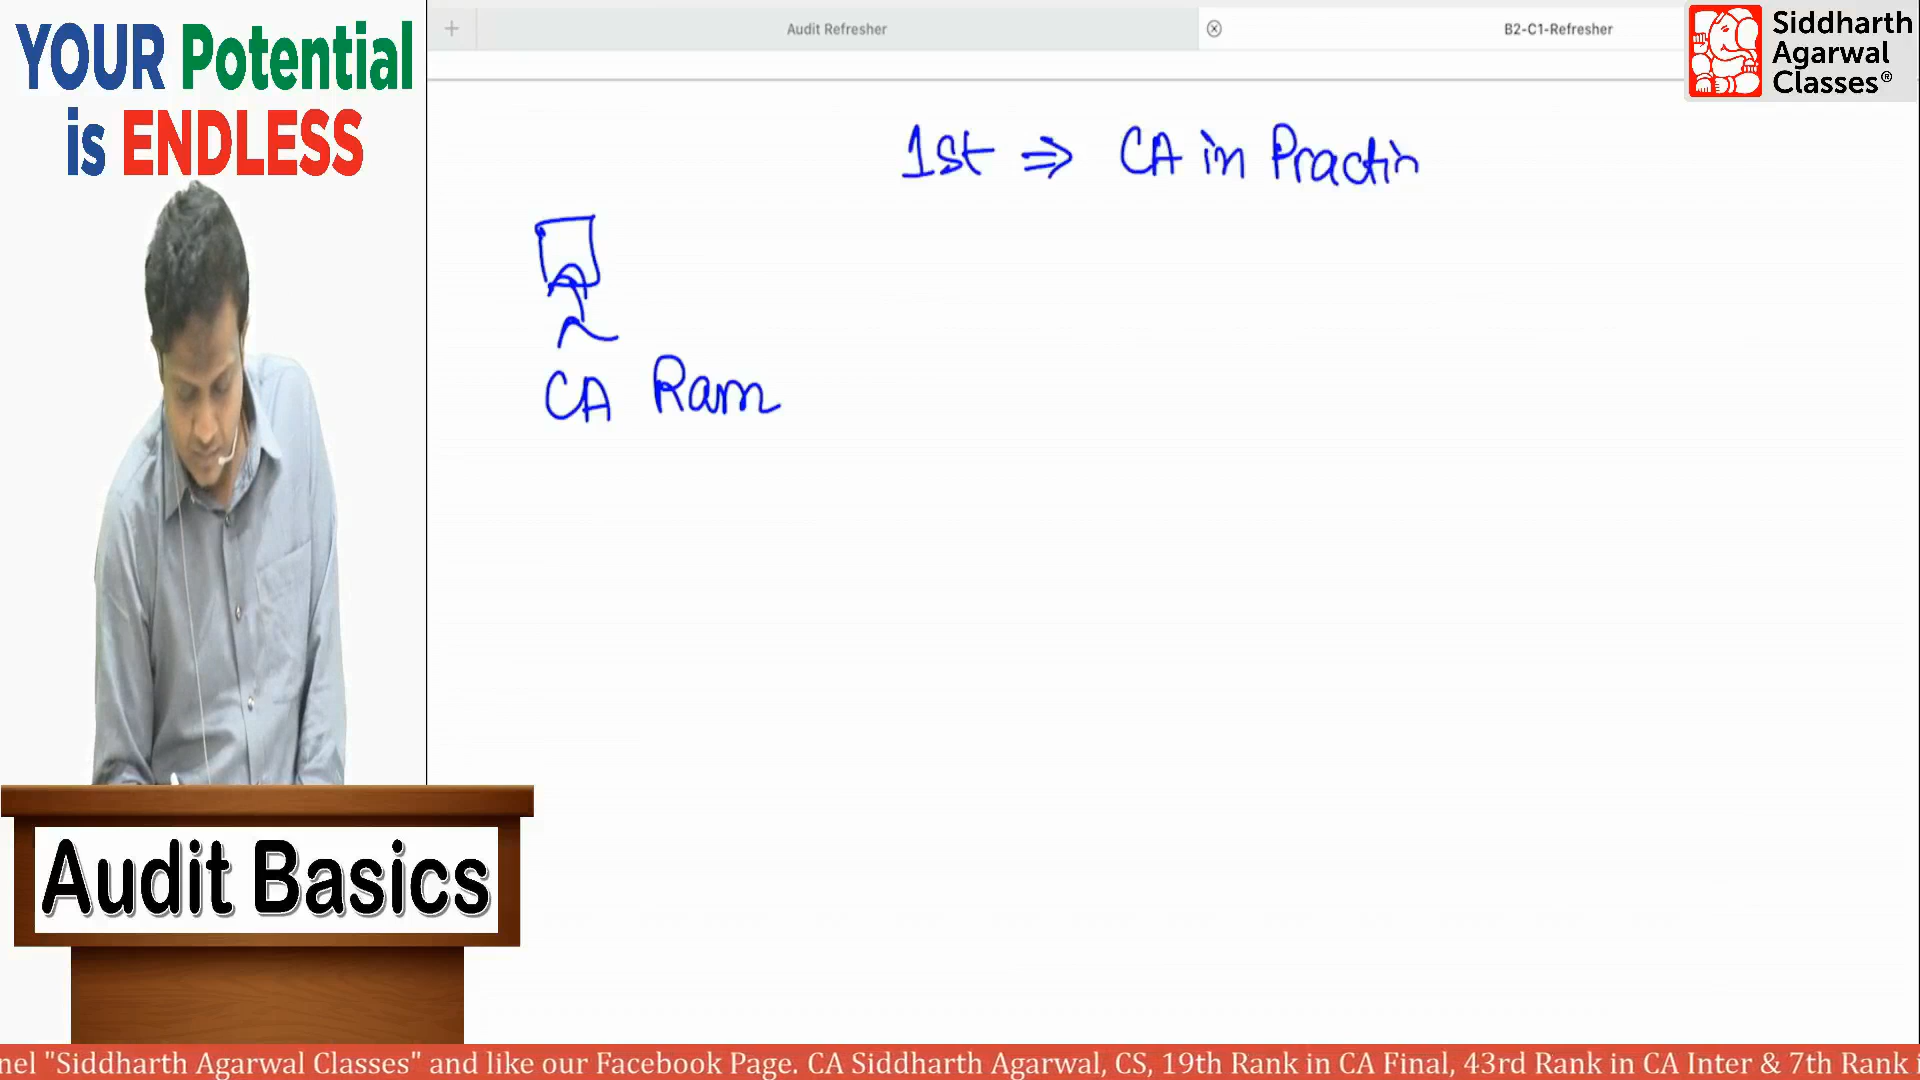 YOUR Potential
is ENDLESS
Audit Refresher
B2-C1-Refresher
Siddharth
Agarwal
Classes®
1st ⇒ CA in Practin
CA Ram
Audit Basics
nel "Siddharth Agarwal Classes" and like our Facebook Page. CA Siddharth Agarwal, CS, 19th Rank in CA Final, 43rd Rank in CA Inter & 7th Rank i